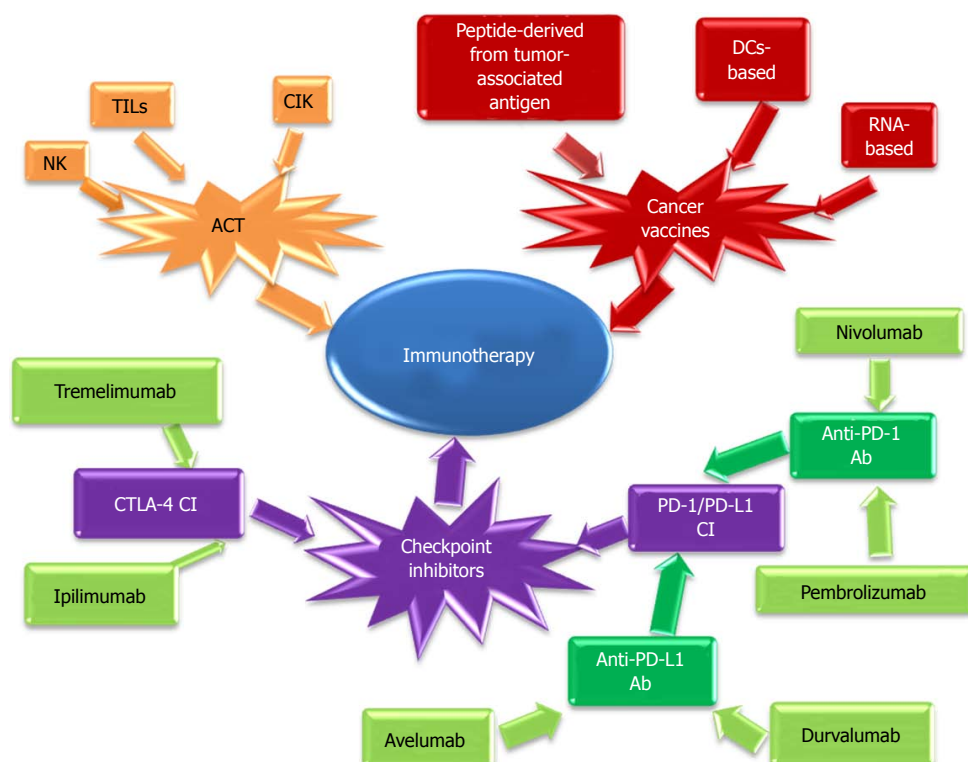 Peptide-derived
from tumor-
associated
antigen
DCs-
based
RNA-
based
TILs
CIK
NK
ACT
Cancer
vaccines
Immunotherapy
Nivolumab
Tremelimumab
Anti-PD-1
Ab
CTLA-4 CI
PD-1/PD-L1
CI
Checkpoint
inhibitors
Ipilimumab
Pembrolizumab
Anti-PD-L1
Ab
Avelumab
Durvalumab